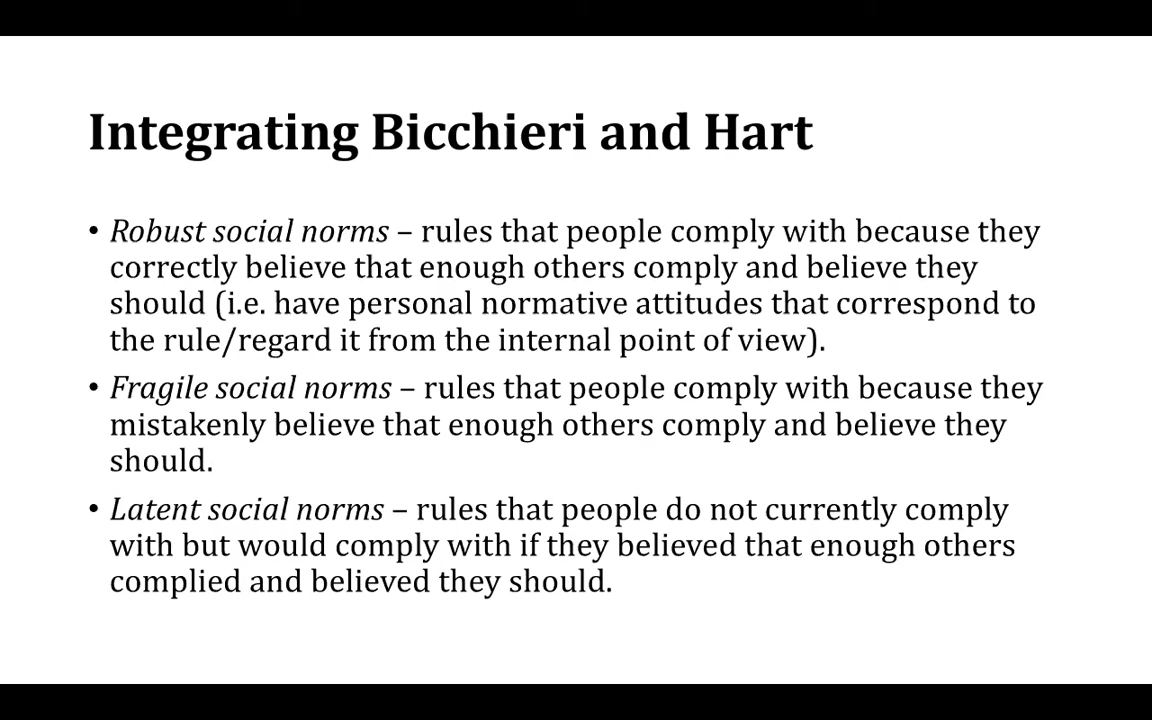 Integrating Bicchieri and Hart
• Robust social norms – rules that people comply with because they
correctly believe that enough others comply and believe they
should (i.e. have personal normative attitudes that correspond to
the rule/regard it from the internal point of view).
• Fragile social norms – rules that people comply with because they
mistakenly believe that enough others comply and believe they
should.
• Latent social norms – rules that people do not currently comply
with but would comply with if they believed that enough others
complied and believed they should.